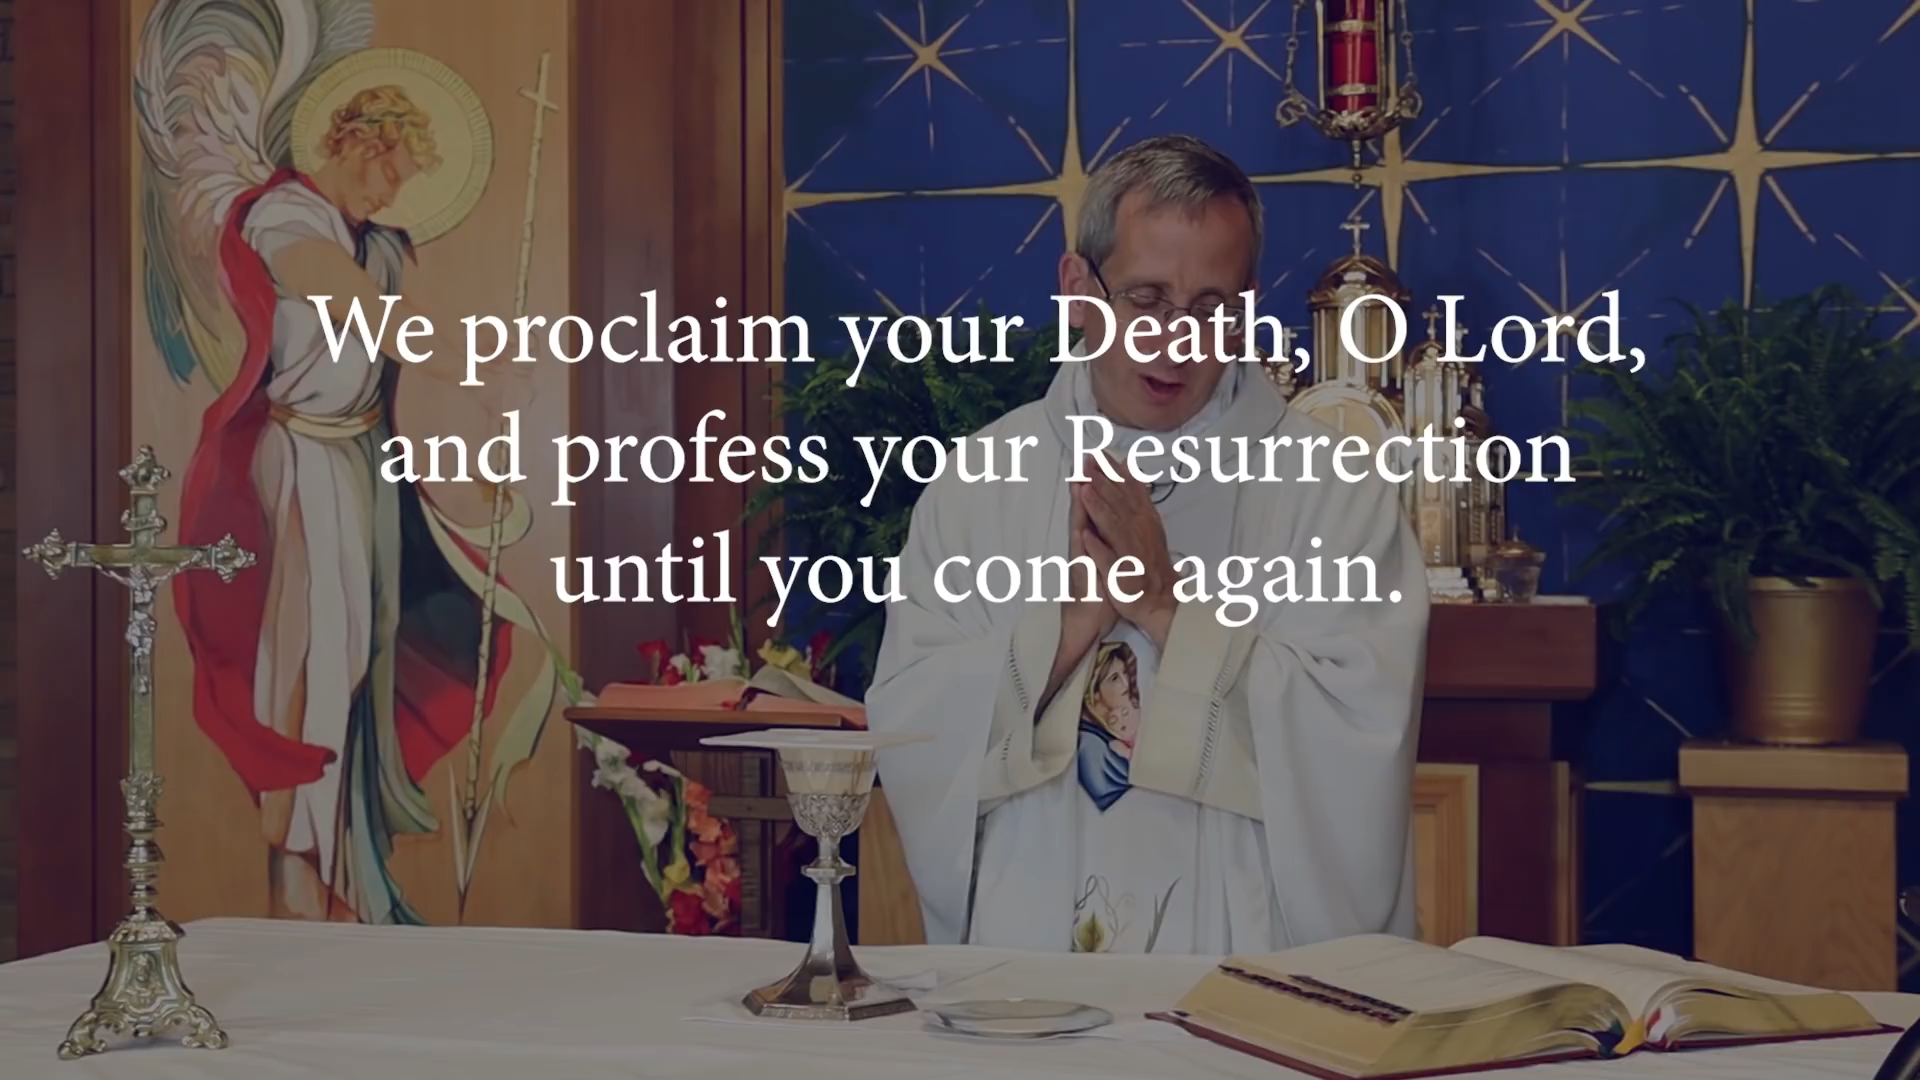 We proclaim your Death, O Lord,
and profess your Resurrection
until you come again.